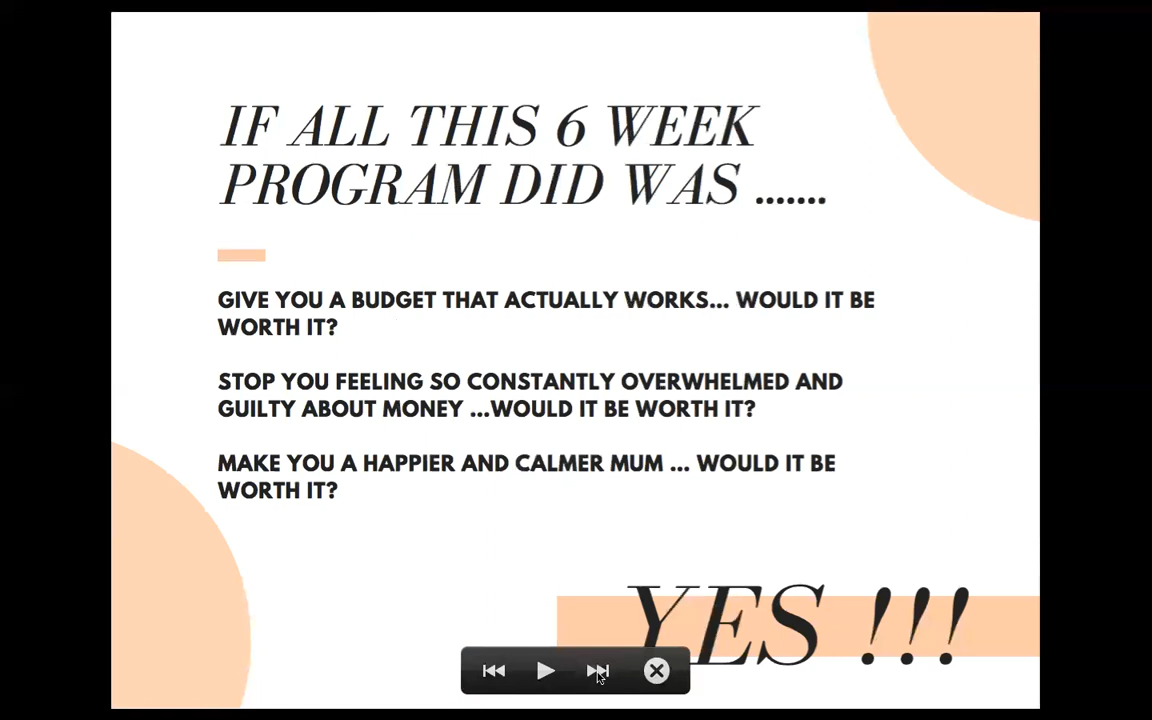 IF ALL THIS 6 WEEK
PROGRAM DID WAS .......
GIVE YOU A BUDGET THAT ACTUALLY WORKS... WOULD IT BE
WORTH IT?
STOP YOU FEELING SO CONSTANTLY OVERWHELMED AND
GUILTY ABOUT MONEY ...WOULD IT BE WORTH IT?
MAKE YOU A HAPPIER AND CALMER MUM ... WOULD IT BE
WORTH IT?
YES !!!